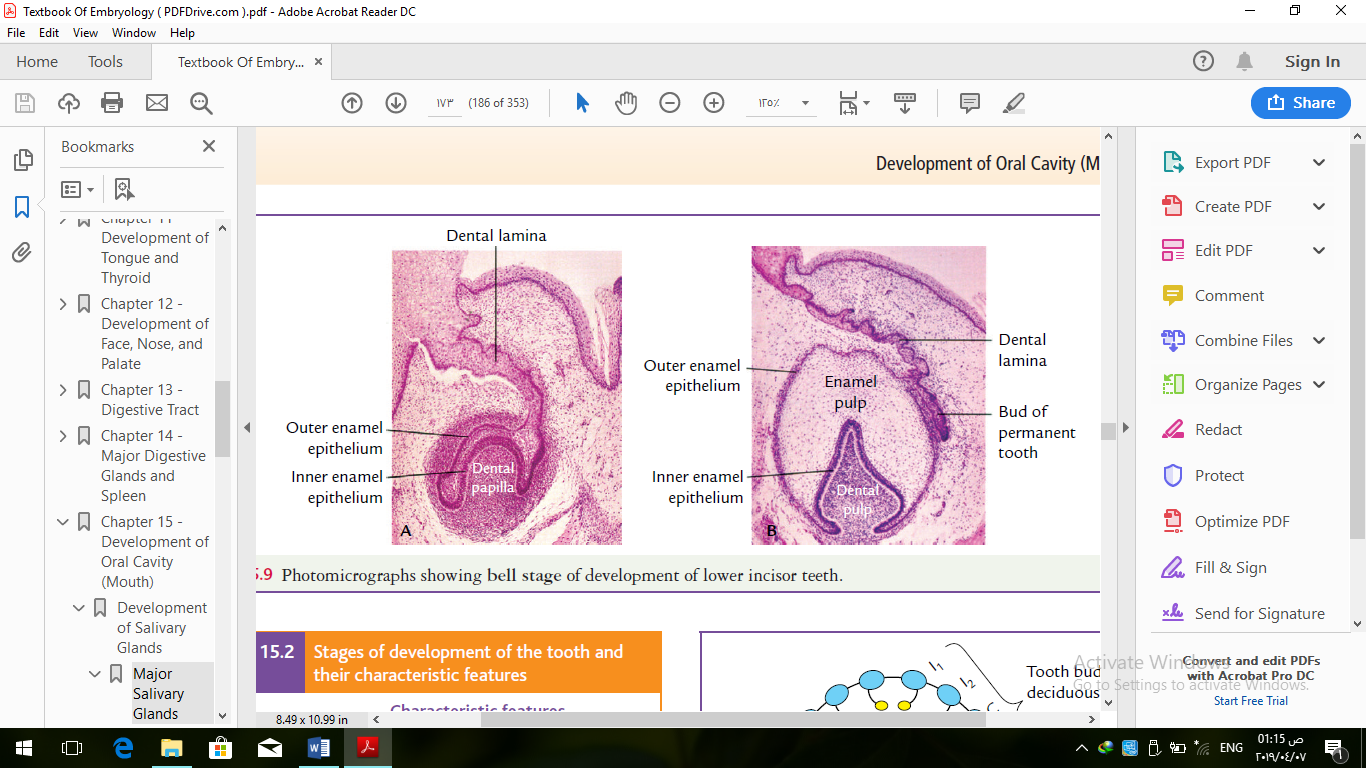 Textbook Of Embryology ( PDFDrive.com ).pdf - Adobe Acrobat Reader DC
File Edit View Window Help
Home Tools Textbook Of Embry... ×
? Sign In
١٧٣ (186 of 353) ١٢٥٪ Share
Bookmarks
Chapter 11
Development of
Tongue and
Thyroid
Chapter 12 -
Development of
Face, Nose, and
Palate
Chapter 13 -
Digestive Tract
Chapter 14 -
Major Digestive
Glands and
Spleen
Chapter 15 -
Development of
Oral Cavity
(Mouth)
Development
of Salivary
Glands
Major
Salivary
Glands
Development of Oral Cavity (M
Dental lamina
Outer enamel
epithelium
Inner enamel
epithelium
Dental
papilla
A
Outer enamel
epithelium
Inner enamel
epithelium
Enamel
pulp
Dental
pulp
B
Dental
lamina
Bud of
permanent
tooth
5.9 Photomicrographs showing bell stage of development of lower incisor teeth.
15.2 Stages of development of the tooth and
their characteristic features
Characteristic features
I1
I2
C
Tooth bud
deciduous
8.49 x 10.99 in
Export PDF
Create PDF
Edit PDF
Comment
Combine Files
Organize Pages
Redact
Protect
Optimize PDF
Fill & Sign
Send for Signature
Convert and edit PDFs
with Acrobat Pro DC
Start Free Trial
Activate Windows
Go to Settings to activate Windows.
ENG
01:15 ص
٢٠١٩/٠٤/٠٧